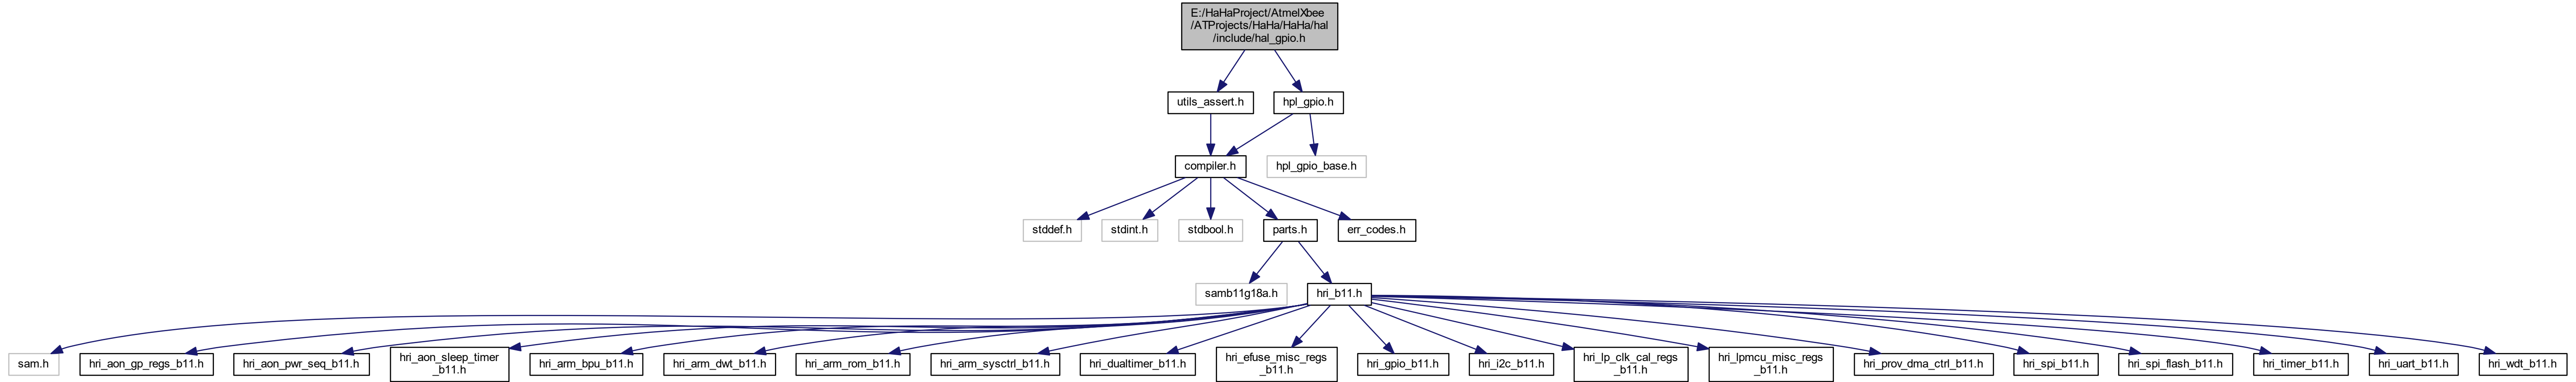 E:/HaHaProject/AtmelXbee
/ATProjects/HaHa/HaHa/hal
/include/hal_gpio.h
utils_assert.h
hpl_gpio.h
compiler.h
hpl_gpio_base.h
stddef.h
stdint.h
stdbool.h
parts.h
err_codes.h
samb11g18a.h
hri_b11.h
sam.h
hri_aon_gp_regs_b11.h
hri_aon_pwr_seq_b11.h
hri_aon_sleep_timer
_b11.h
hri_arm_bpu_b11.h
hri_arm_dwt_b11.h
hri_arm_rom_b11.h
hri_arm_sysctrl_b11.h
hri_dualtimer_b11.h
hri_efuse_misc_regs
_b11.h
hri_gpio_b11.h
hri_i2c_b11.h
hri_lp_clk_cal_regs
_b11.h
hri_lpmcu_misc_regs
_b11.h
hri_prov_dma_ctrl_b11.h
hri_spi_b11.h
hri_spi_flash_b11.h
hri_timer_b11.h
hri_uart_b11.h
hri_wdt_b11.h